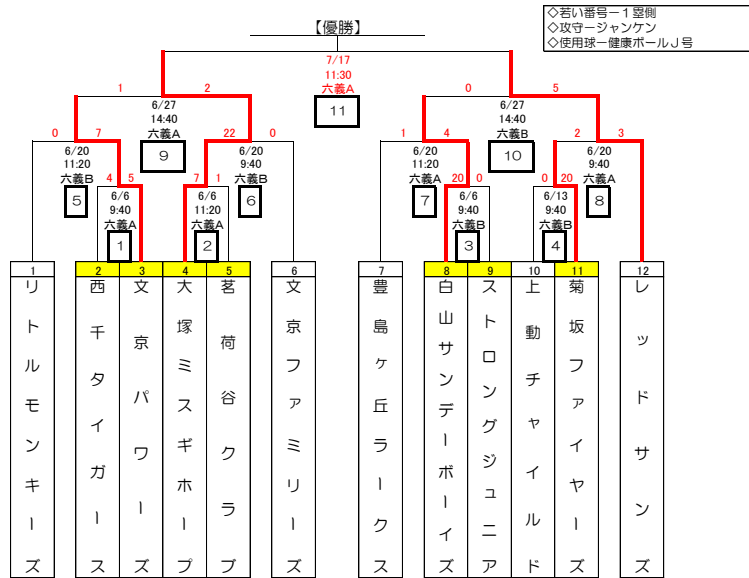 ◇若い番号－１塁側
◇攻守－ジャンケン
◇使用球－健康ボールＪ号
【優勝】
7/17
11:30
六義A
11
1 2
6/27
14:40
六義A
9
0 5
6/27
14:40
六義B
10
0 7
6/20
11:20
六義B
5
22 0
6/20
9:40
六義B
6
1 4
6/20
11:20
六義A
7
2 3
6/20
9:40
六義A
8
4 5
6/6
9:40
六義A
1
7 1
6/6
11:20
六義A
2
20 0
6/6
9:40
六義B
3
0 20
6/13
9:40
六義B
4
1
リトルモンキーズ
2
西千タイガース
3
文京パワーズ
4
大塚ミスギホープ
5
茗荷谷クラブ
6
文京ファミリーズ
7
豊島ヶ丘ラークス
8
白山サンデーボーイズ
9
ストロングジュニア
10
上動チャイルド
11
菊坂ファイヤーズ
12
レッドサンズ